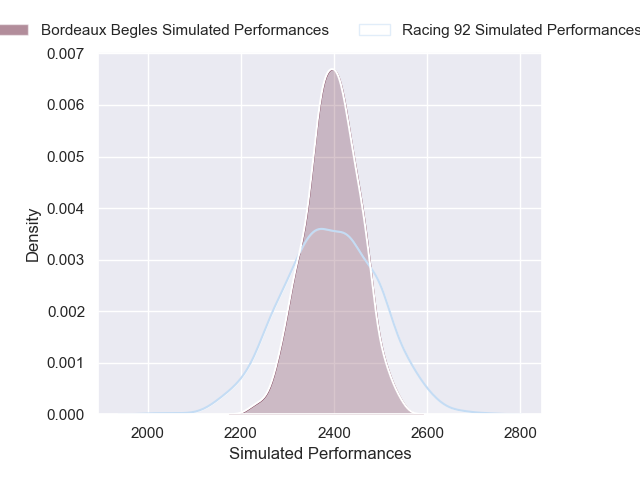 Bordeaux Begles Simulated Performances
Racing 92 Simulated Performances
0.007
0.006
0.005
0.004
0.003
0.002
0.001
0.000
Density
2000 2200 2400 2600 2800
Simulated Performances